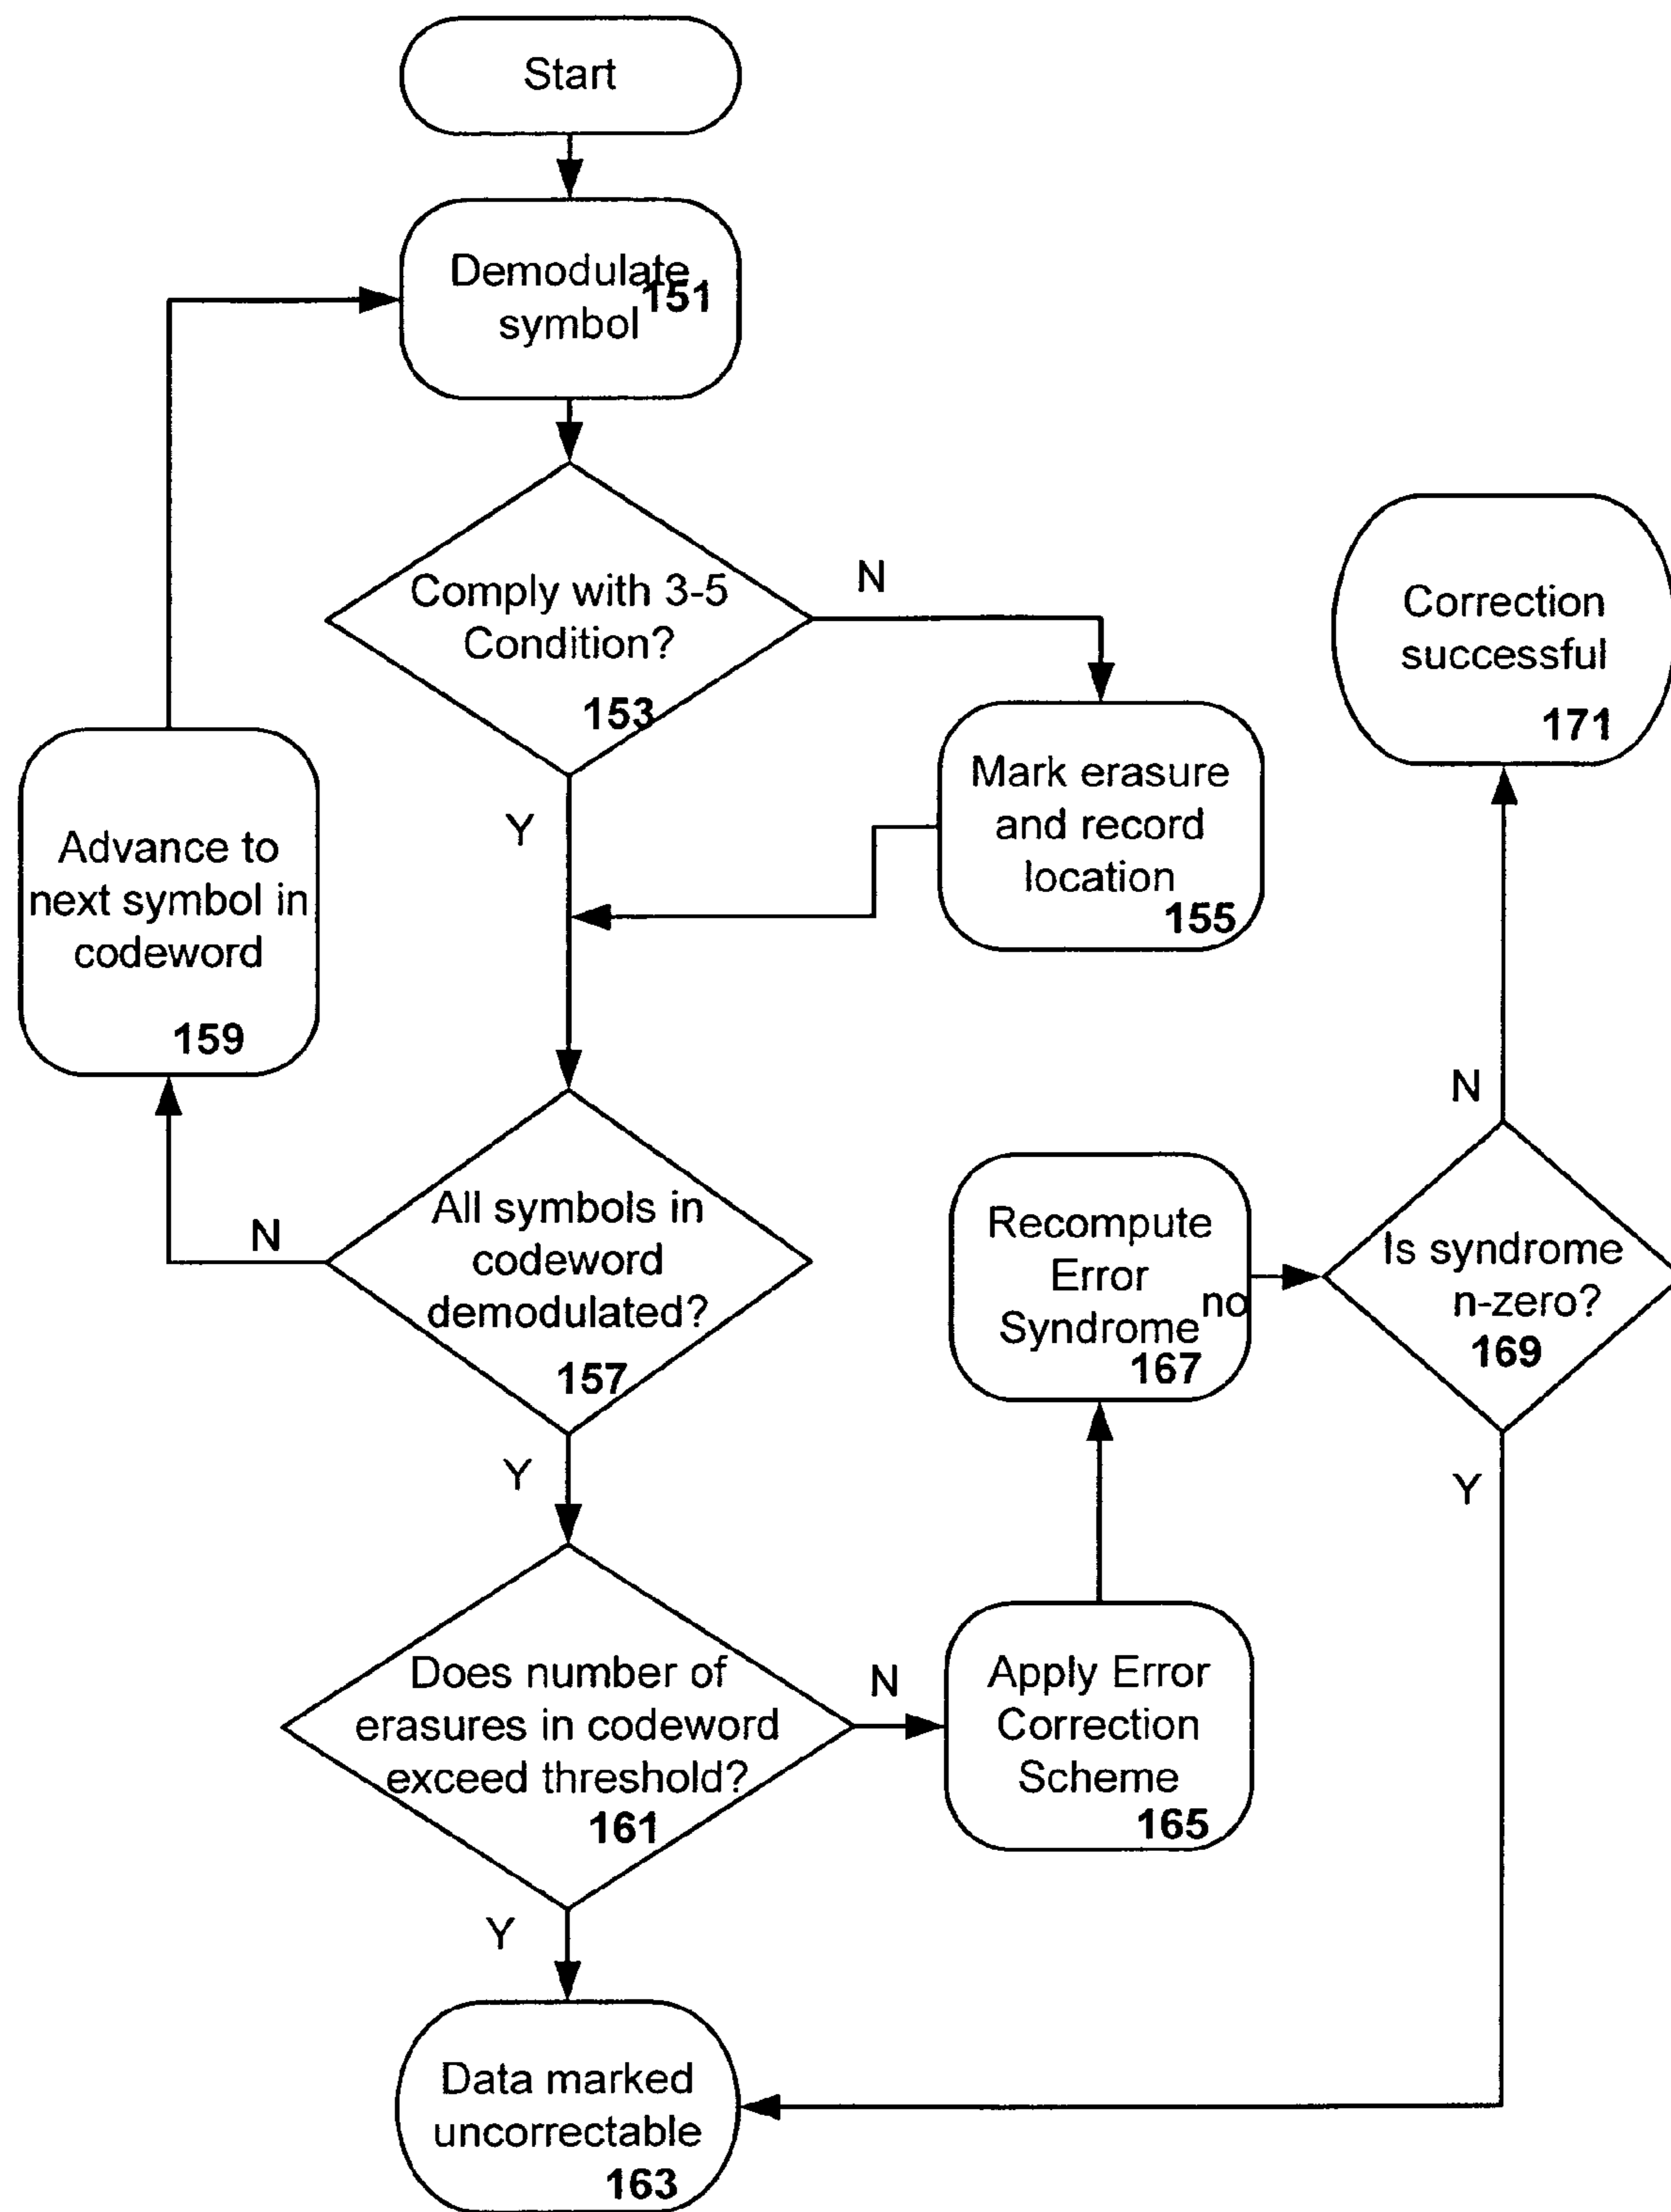 Start
Demodulate
symbol
151
Comply with 3-5
Condition?
153
N
Y
Mark erasure
and record
location
155
Advance to
next symbol in
codeword
159
All symbols in
codeword
demodulated?
157
N
Y
Does number of
erasures in codeword
exceed threshold?
161
N
Y
Apply Error
Correction
Scheme
165
Recompute
Error
Syndrome
167
Is syndrome
non-zero?
169
N
Y
Correction
successful
171
Data marked
uncorrectable
163